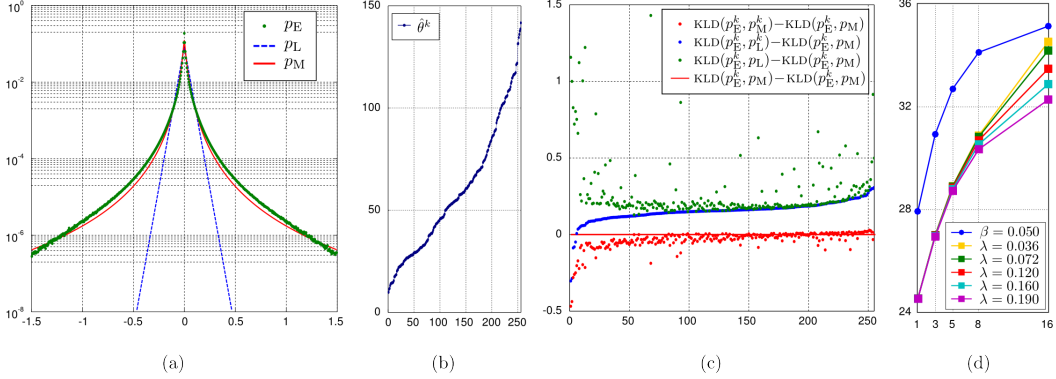 10^0
10^-2
10^-4
10^-6
10^-8
-1.5
-1
-0.5
0
0.5
1
1.5
p_E
p_L
p_M
(a)
150
100
50
0
0
50
100
150
200
250
θ̂^k
(b)
1.5
1
0.5
0
-0.5
0
50
100
150
200
250
KLD(p_E^k, p_M^k)−KLD(p_E^k, p_M)
KLD(p_E^k, p_L^k)−KLD(p_E^k, p_M)
KLD(p_E^k, p_L)−KLD(p_E^k, p_M)
KLD(p_E^k, p_M)−KLD(p_E^k, p_M)
(c)
36
32
28
24
1
3
5
8
16
β = 0.050
λ = 0.036
λ = 0.072
λ = 0.120
λ = 0.160
λ = 0.190
(d)